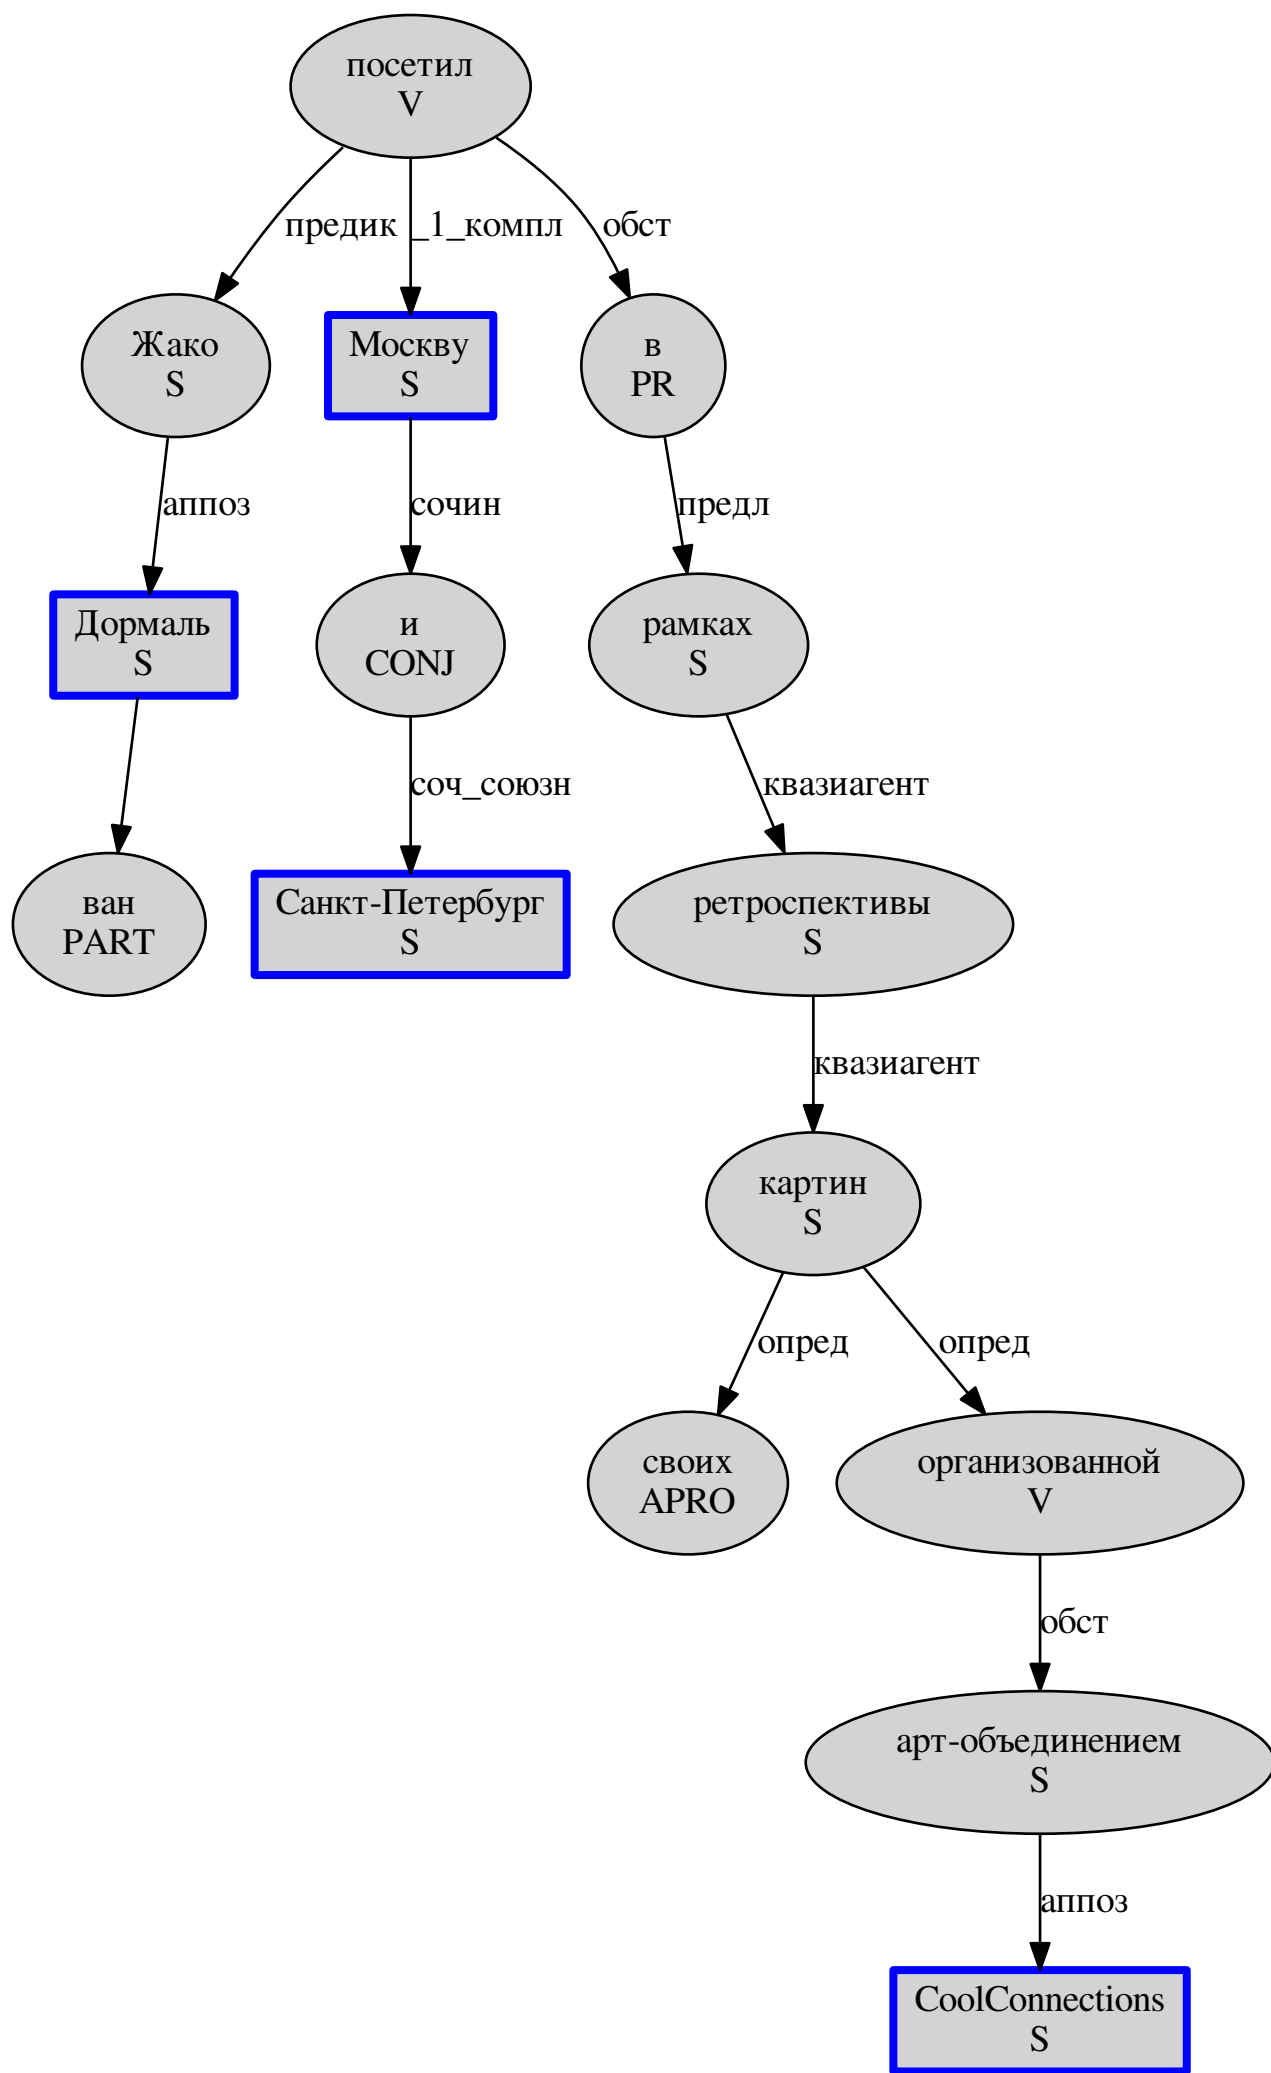 посетил
V
предик
_1_компл
обст
Жако
S
Москву
S
в
PR
аппоз
сочин
предл
Дормаль
S
и
CONJ
рамках
S
соч_союзн
квазиагент
ван
PART
Санкт-Петербург
S
ретроспективы
S
квазиагент
картин
S
опред
опред
своих
APRO
организованной
V
обст
арт-объединением
S
аппоз
CoolConnections
S